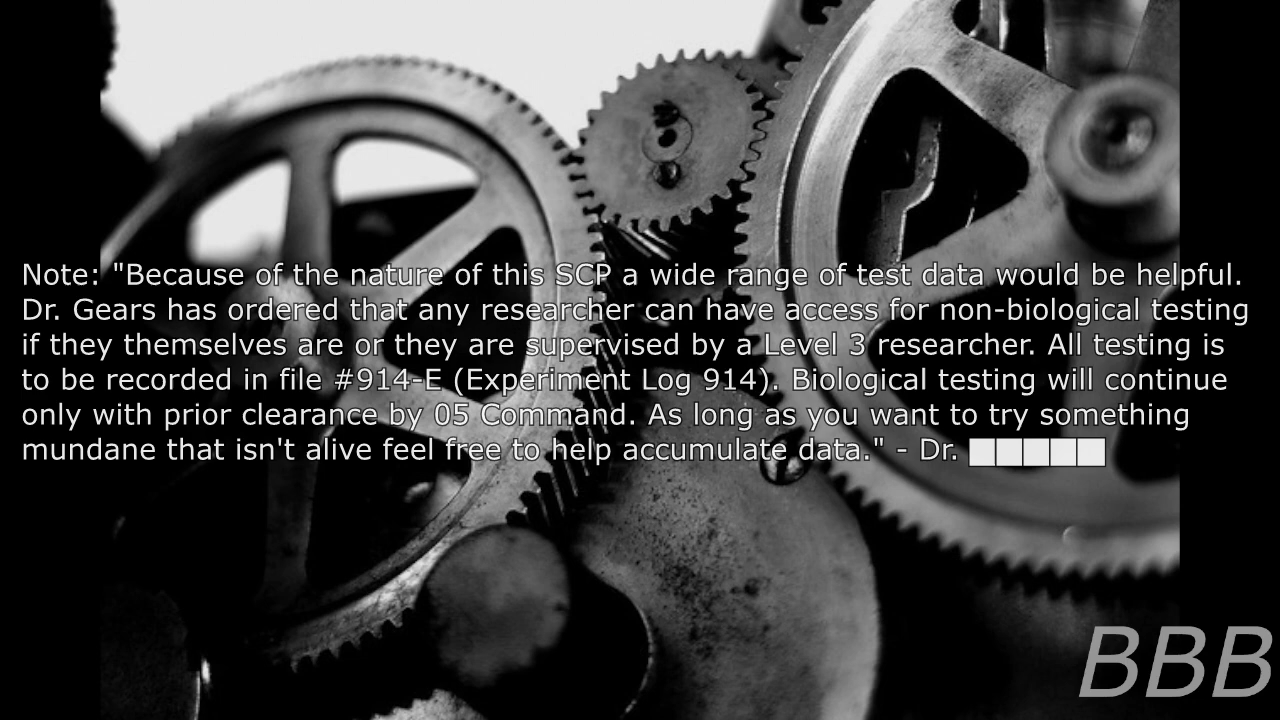 Note: "Because of the nature of this SCP a wide range of test data would be helpful.
Dr. Gears has ordered that any researcher can have access for non-biological testing
if they themselves are or they are supervised by a Level 3 researcher. All testing is
to be recorded in file #914-E (Experiment Log 914). Biological testing will continue
only with prior clearance by 05 Command. As long as you want to try something
mundane that isn't alive feel free to help accumulate data." - Dr. █████
BBB